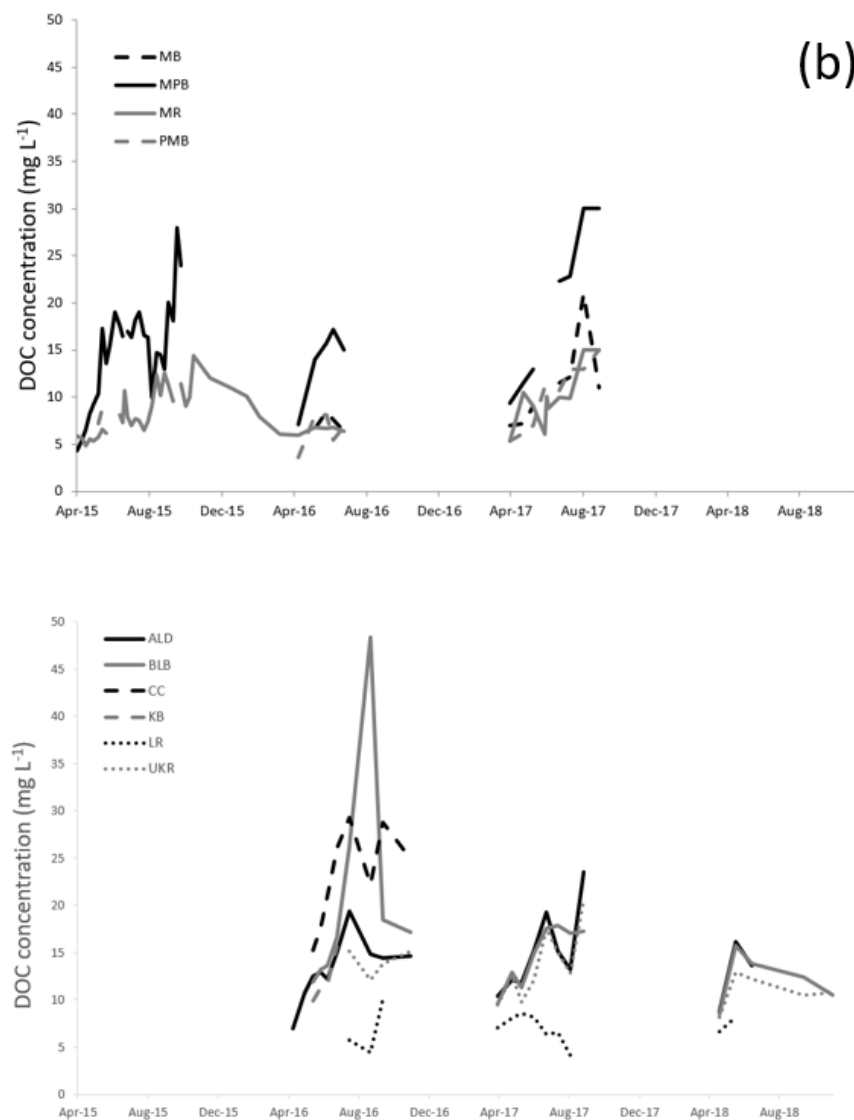 (b)
50
45
40
35
30
25
20
15
10
5
0
DOC concentration (mg L-1)
MB
MPB
MR
PMB
Apr-15 Aug-15 Dec-15 Apr-16 Aug-16 Dec-16 Apr-17 Aug-17 Dec-17 Apr-18 Aug-18
50
45
40
35
30
25
20
15
10
5
0
DOC concentration (mg L-1)
ALD
BLB
CC
KB
LR
UKR
Apr-15 Aug-15 Dec-15 Apr-16 Aug-16 Dec-16 Apr-17 Aug-17 Dec-17 Apr-18 Aug-18